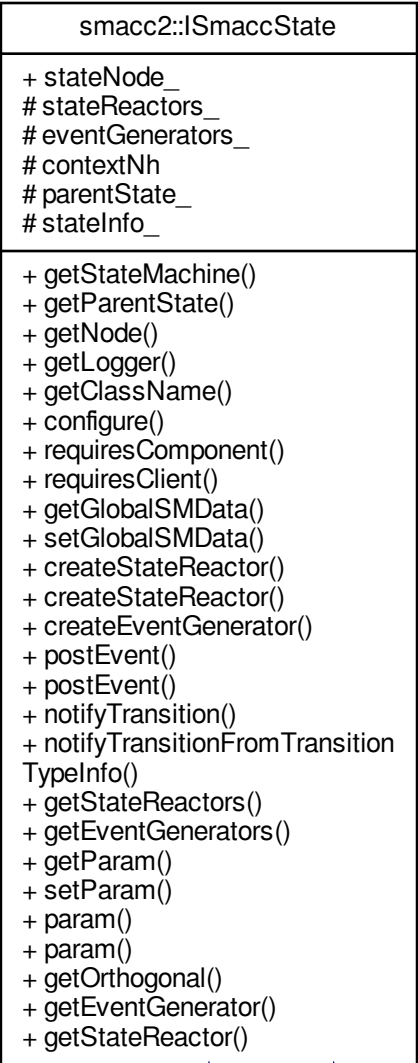 smacc2::ISmaccState
+ stateNode_
# stateReactors_
# eventGenerators_
# contextNh
# parentState_
# stateInfo_
+ getStateMachine()
+ getParentState()
+ getNode()
+ getLogger()
+ getClassName()
+ configure()
+ requiresComponent()
+ requiresClient()
+ getGlobalSMData()
+ setGlobalSMData()
+ createStateReactor()
+ createStateReactor()
+ createEventGenerator()
+ postEvent()
+ postEvent()
+ notifyTransition()
+ notifyTransitionFromTransition
TypeInfo()
+ getStateReactors()
+ getEventGenerators()
+ getParam()
+ setParam()
+ param()
+ param()
+ getOrthogonal()
+ getEventGenerator()
+ getStateReactor()